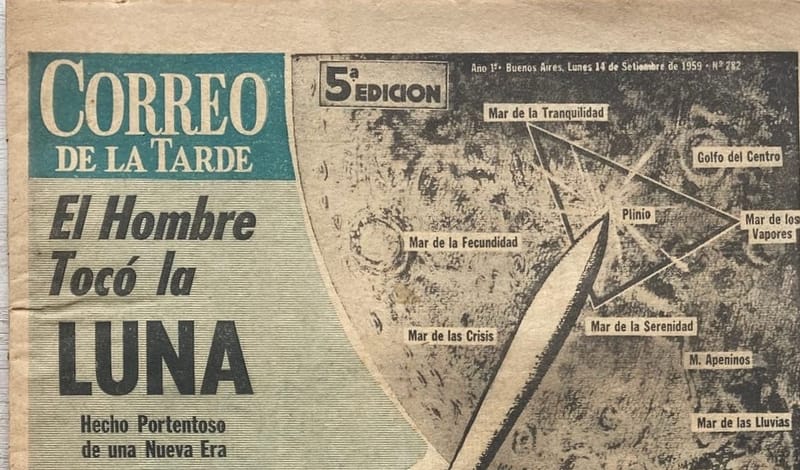 CORREO
DE LA TARDE
5ª EDICION
Año 1º • Buenos Aires, Lunes 14 de Setiembre de 1959 • Nº 782
El Hombre
Tocó la
LUNA
Hecho Portentoso
de una Nueva Era
Mar de la Tranquilidad
Golfo del Centro
Plinio
Mar de los
Vapores
Mar de la Fecundidad
Mar de las Crisis
Mar de la Serenidad
M. Apeninos
Mar de las Lluvias